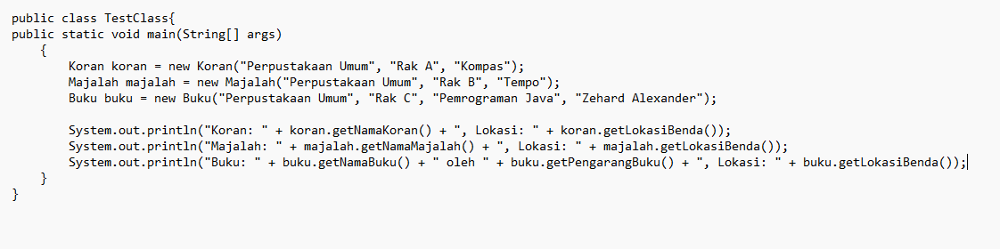 public class TestClass{
public static void main(String[] args)
{
Koran koran = new Koran("Perpustakaan Umum", "Rak A", "Kompas");
Majalah majalah = new Majalah("Perpustakaan Umum", "Rak B", "Tempo");
Buku buku = new Buku("Perpustakaan Umum", "Rak C", "Pemrograman Java", "Zehard Alexander");
System.out.println("Koran: " + koran.getNamaKoran() + ", Lokasi: " + koran.getLokasiBenda());
System.out.println("Majalah: " + majalah.getNamaMajalah() + ", Lokasi: " + majalah.getLokasiBenda());
System.out.println("Buku: " + buku.getNamaBuku() + " oleh " + buku.getPengarangBuku() + ", Lokasi: " + buku.getLokasiBenda());
}
}